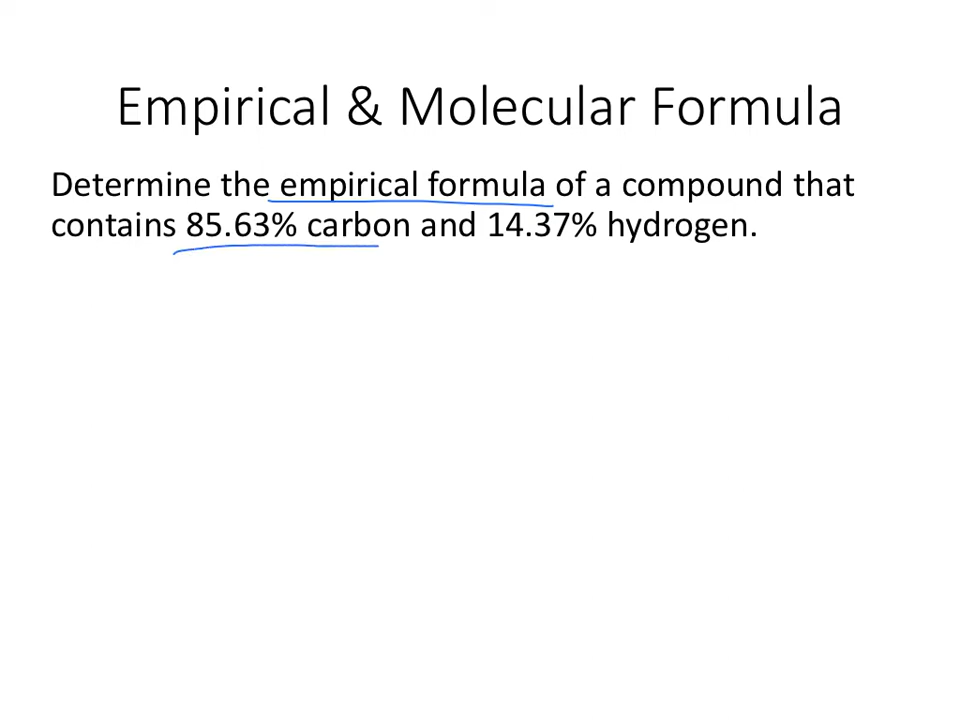 Empirical & Molecular Formula
Determine the empirical formula of a compound that
contains 85.63% carbon and 14.37% hydrogen.